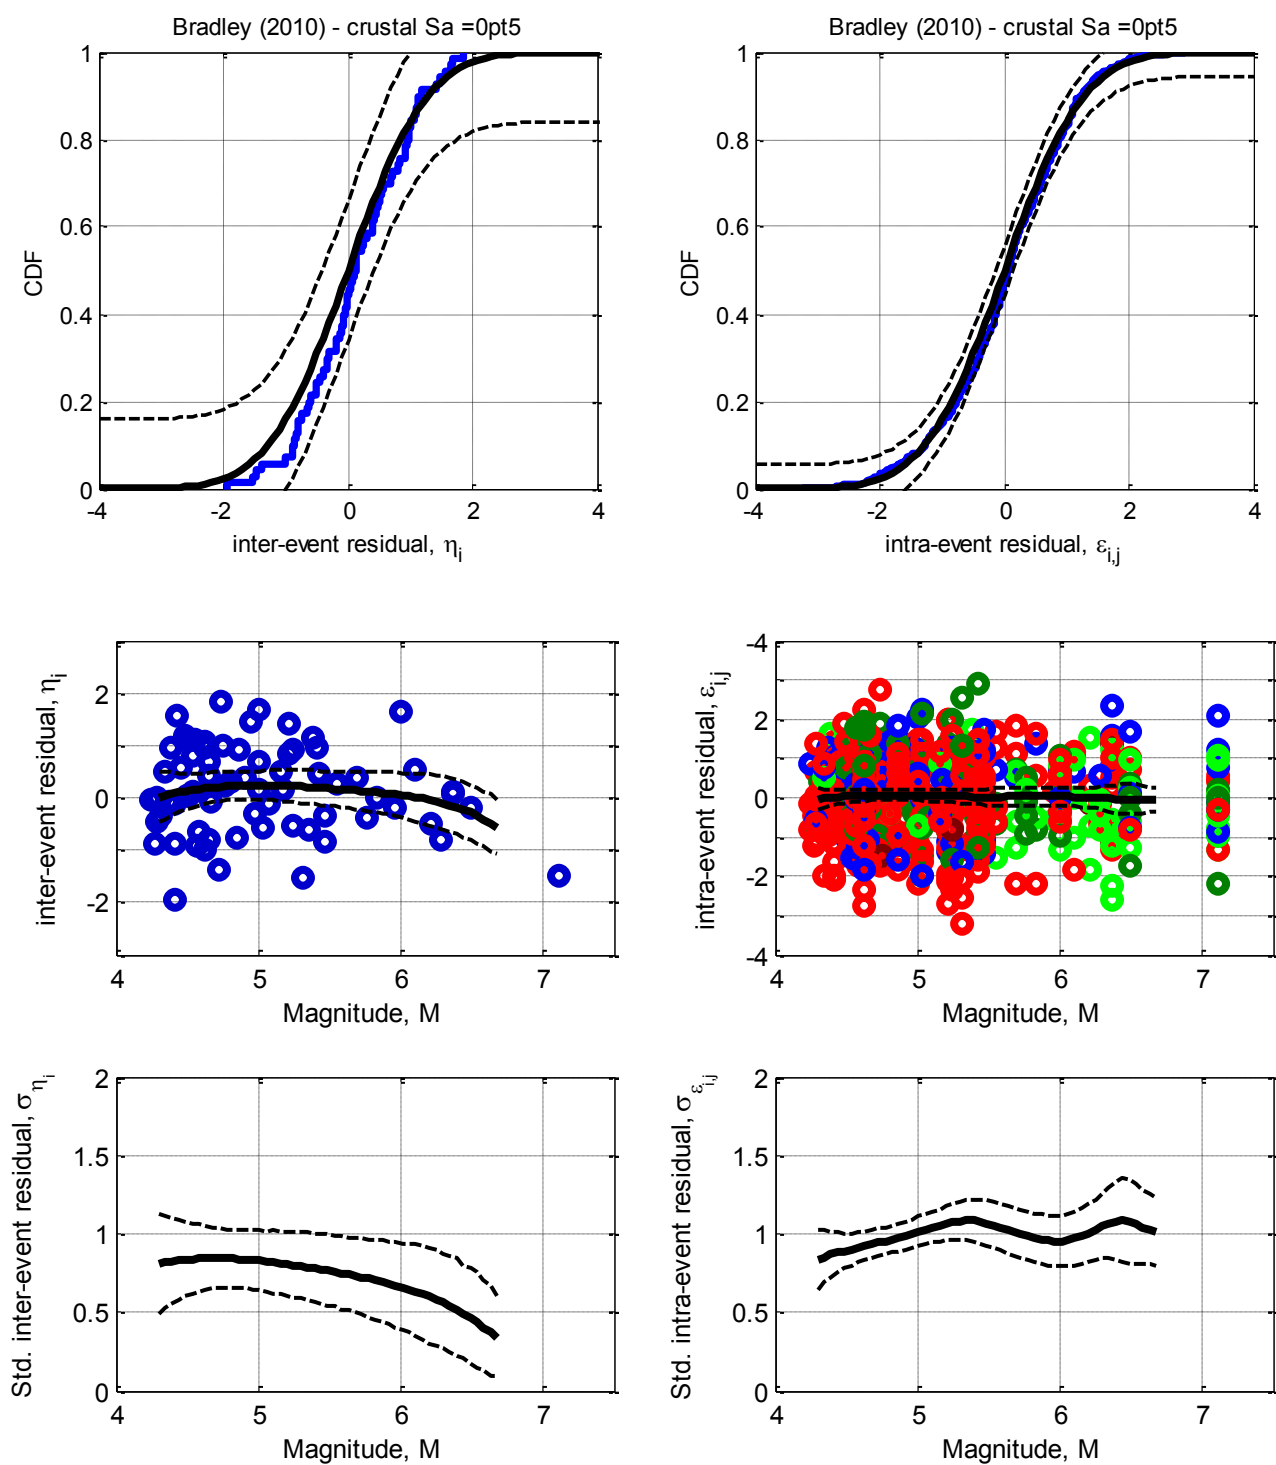 Bradley (2010) - crustal Sa =0pt5
1
0.8
0.6
0.4
0.2
0
CDF
-4 -2 0 2 4
inter-event residual, ηi
Bradley (2010) - crustal Sa =0pt5
1
0.8
0.6
0.4
0.2
0
CDF
-4 -2 0 2 4
intra-event residual, εi,j
2
0
-2
inter-event residual, ηi
4 5 6 7
Magnitude, M
-4
2
0
-2
-4
intra-event residual, εi,j
4 5 6 7
Magnitude, M
2
1.5
1
0.5
0
Std. inter-event residual, σηi
4 5 6 7
Magnitude, M
2
1.5
1
0.5
0
Std. intra-event residual, σεi,j
4 5 6 7
Magnitude, M